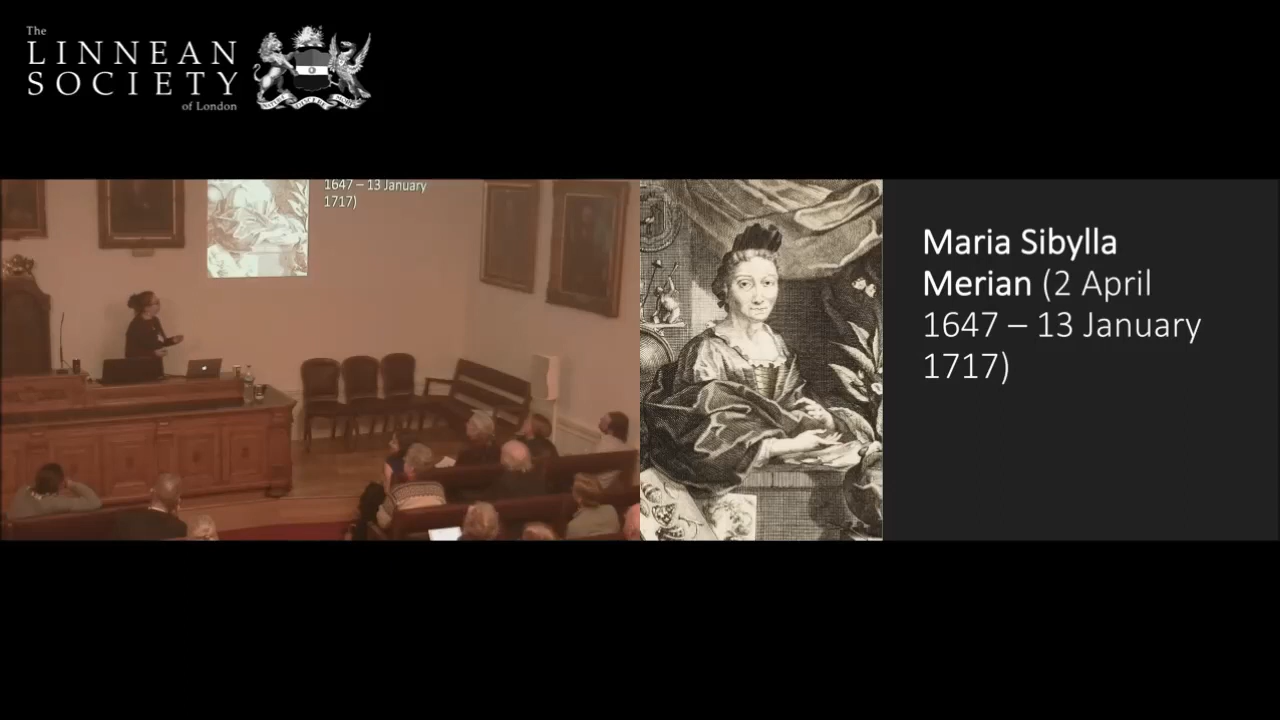 The
LINNEAN
SOCIETY
of London
1647 – 13 January
1717)
Maria Sibylla
Merian (2 April
1647 – 13 January
1717)